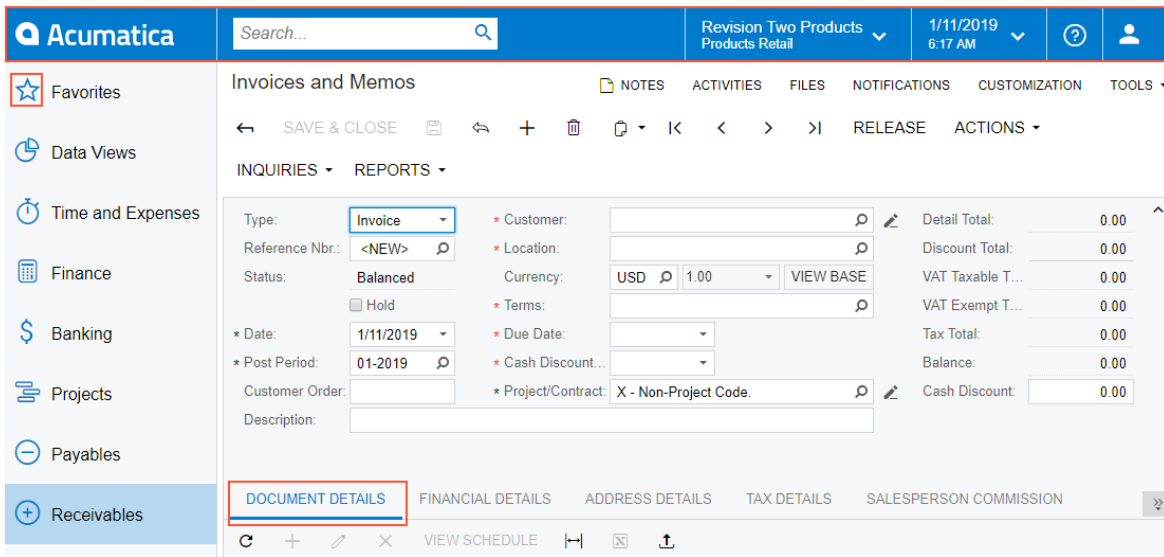 Acumatica
Search...
Revision Two Products
Products Retail
1/11/2019
6:17 AM
Favorites
Data Views
Time and Expenses
Finance
Banking
Projects
Payables
Receivables
Invoices and Memos
NOTES ACTIVITIES FILES NOTIFICATIONS CUSTOMIZATION TOOLS
SAVE & CLOSE RELEASE ACTIONS
INQUIRIES REPORTS
Type: Invoice * Customer: Detail Total: 0.00
Reference Nbr.: <NEW> * Location: Discount Total: 0.00
Status: Balanced Currency: USD 1.00 VIEW BASE VAT Taxable T... 0.00
Hold * Terms: VAT Exempt T... 0.00
* Date: 1/11/2019 * Due Date: Tax Total: 0.00
* Post Period: 01-2019 * Cash Discount... Balance: 0.00
Customer Order: * Project/Contract: X - Non-Project Code. Cash Discount: 0.00
Description:
DOCUMENT DETAILS FINANCIAL DETAILS ADDRESS DETAILS TAX DETAILS SALESPERSON COMMISSION
VIEW SCHEDULE